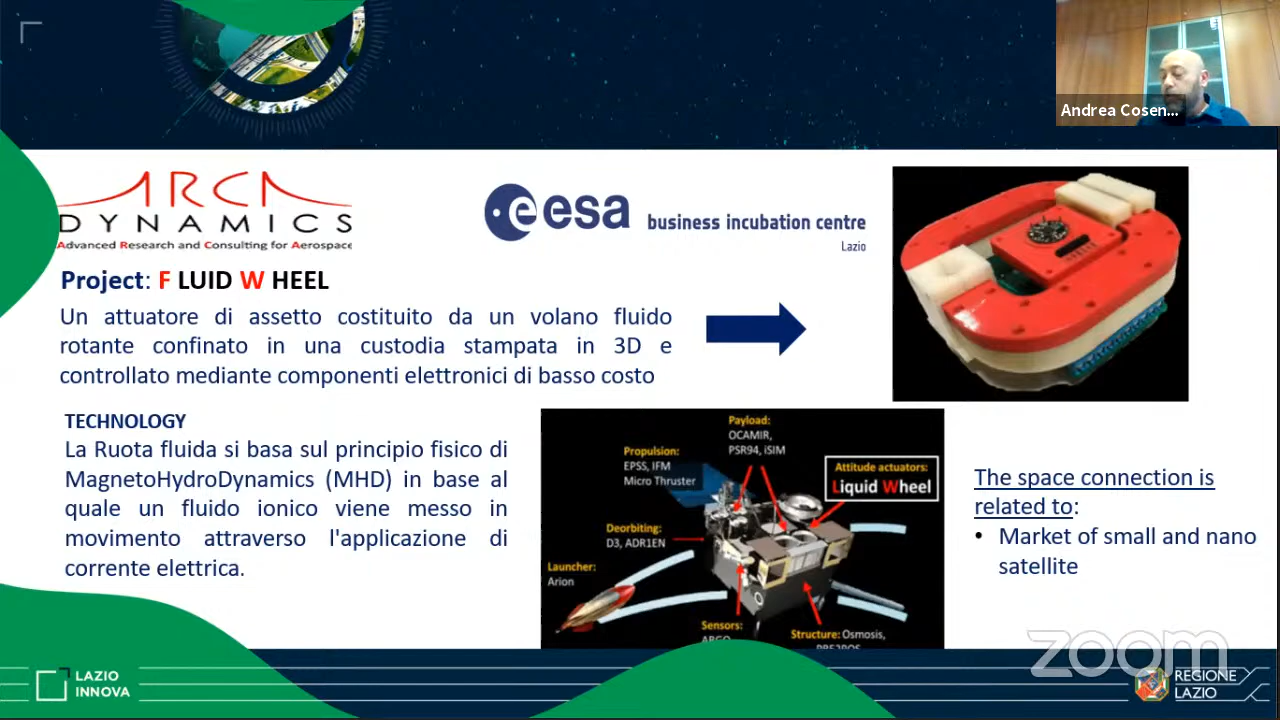 Andrea Cosen...
ARCA
DYNAMICS
Advanced Research and Consulting for Aerospace
esa business incubation centre
Lazio
Project: F LUID W HEEL
Un attuatore di assetto costituito da un volano fluido
rotante confinato in una custodia stampata in 3D e
controllato mediante componenti elettronici di basso costo
TECHNOLOGY
La Ruota fluida si basa sul principio fisico di
MagnetoHydroDynamics (MHD) in base al
quale un fluido ionico viene messo in
movimento attraverso l'applicazione di
corrente elettrica.
Payload:
OCAMIR,
PSR94, iSIM
Propulsion:
EPSS, IFM
Micro Thruster
Attitude actuators:
Liquid Wheel
Deorbiting:
D3, ADR1EN
Launcher:
Arion
Sensors:
Structure: Osmosis,
The space connection is
related to:
• Market of small and nano
satellite
zoom
LAZIO
INNOVA
REGIONE
LAZIO